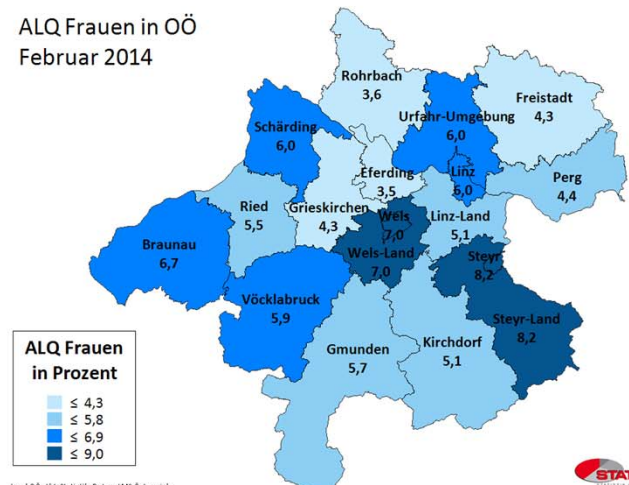 ALQ Frauen in OÖ
Februar 2014
Rohrbach
3,6
Freistadt
4,3
Urfahr-Umgebung
6,0
Schärding
6,0
Eferding
3,5
Linz
6,0
Perg
4,4
Ried
5,5
Grieskirchen
4,3
Wels
7,0
Linz-Land
5,1
Braunau
6,7
Wels-Land
7,0
Steyr
8,2
Vöcklabruck
5,9
Steyr-Land
8,2
Gmunden
5,7
Kirchdorf
5,1
ALQ Frauen
in Prozent
≤ 4,3
≤ 5,8
≤ 6,9
≤ 9,0
STAT